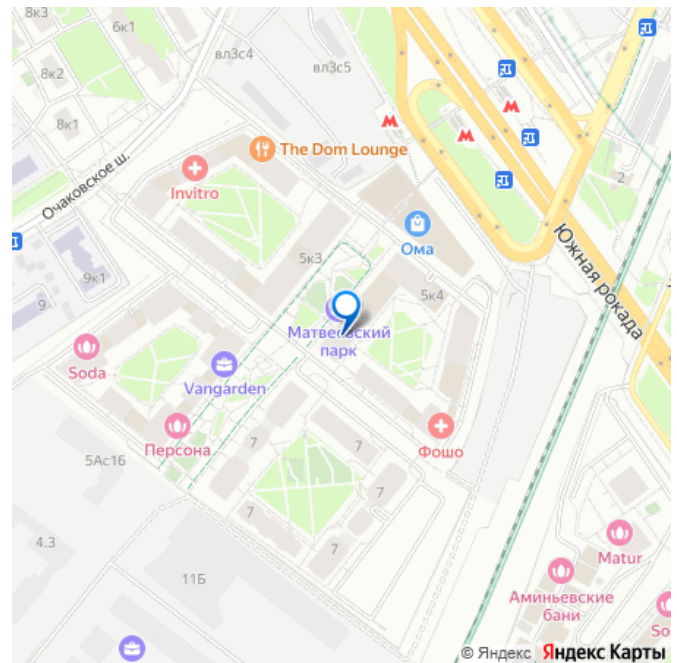 8к3
6к1
вл3с4
вл3с5
8к2
8к1
The Dom Lounge
Invitro
Очаковское ш.
2
Ома
5к3
Южная рокада
9к1
5к4
9
Матвеевский
парк
Soda
Vangarden
Персона
7
7
Фошо
5Ас16
7
7
4.3
7
Matur
11Б
Аминьевские
бани
So
© Яндекс Яндекс Карты